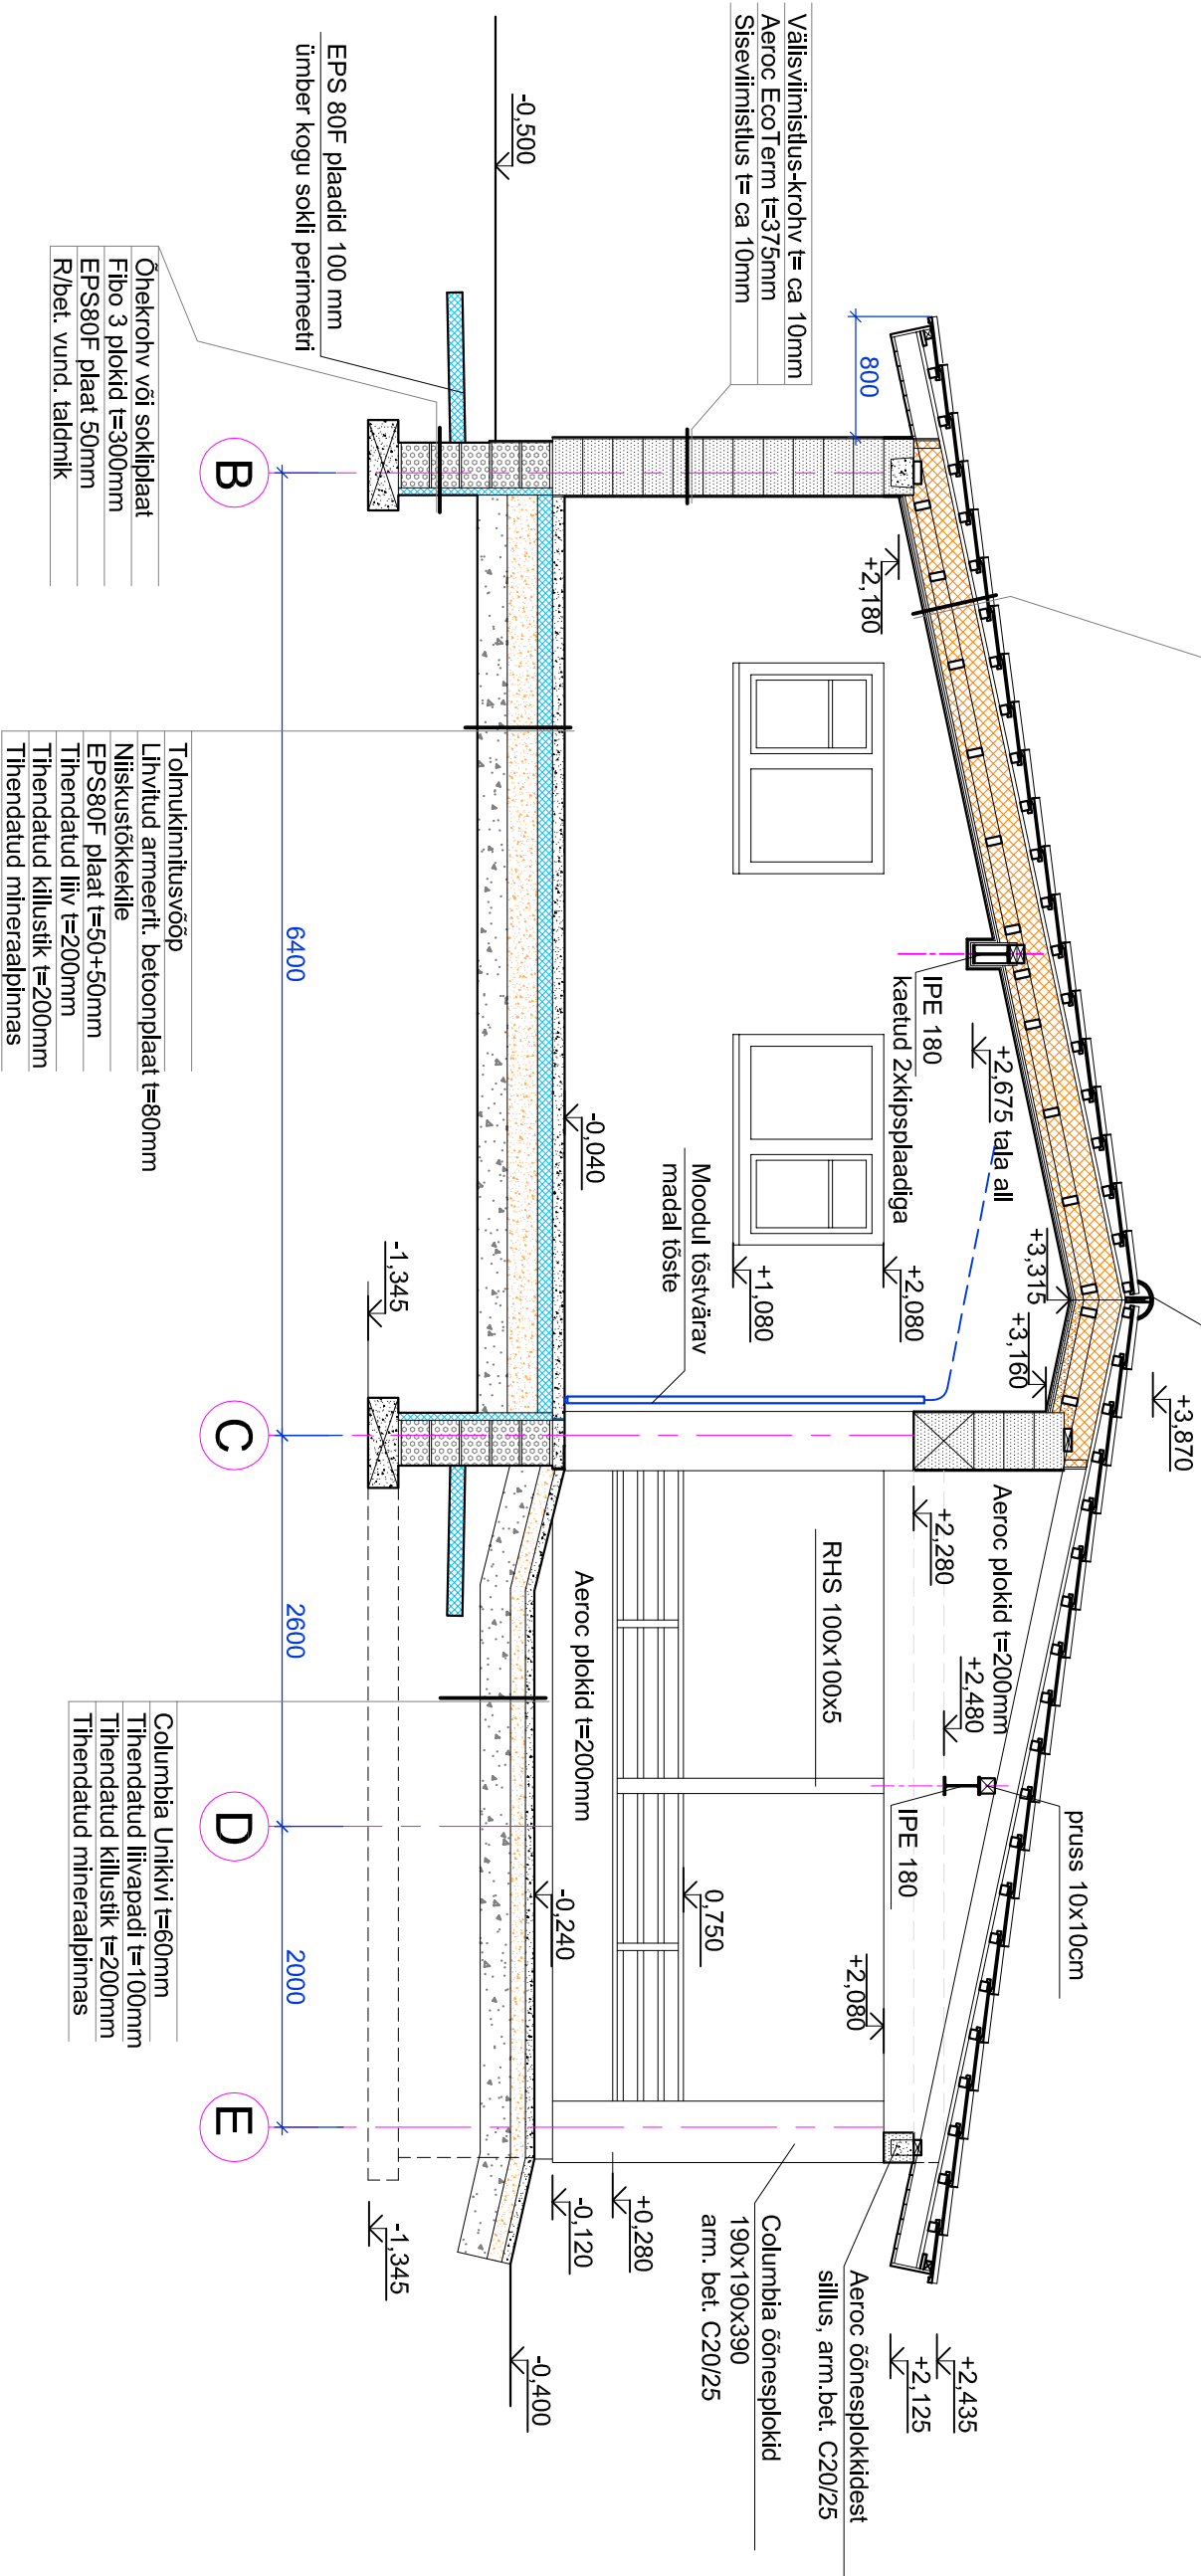 Välisviimistlus-krohv t= ca 10mm
Aeroc EcoTerm t=375mm
Siseviimistlus t= ca 10mm
-0,500
EPS 80F plaadid 100 mm
ümber kogu sokli perimeetri
Õhekrohv või sokliplaat
Fibo 3 plokid t=300mm
EPS80F plaat 50mm
R/bet. vund. taldmik
800
+2,180
IPE 180
kaetud 2xkipsplaadiga
+2,675 tala all
+3,315
+3,160
+3,870
+2,080
+1,080
Moodul tõstvärav
madal tõste
-0,040
-1,345
Tolmukinnitusvööp
Lihvitud armeerit. betoonplaat t=80mm
Niiskustõkkekile
EPS80F plaat t=50+50mm
Tihendatud liiv t=200mm
Tihendatud killustik t=200mm
Tihendatud mineraalpinnas
Aeroc plokid t=200mm
+2,280
+2,480
RHS 100x100x5
Aeroc plokid t=200mm
pruss 10x10cm
IPE 180
0,750
-0,240
+2,080
Columbia Unikivi t=60mm
Tihendatud liivapadi t=100mm
Tihendatud killustik t=200mm
Tihendatud mineraalpinnas
+0,280
-0,120
-1,345
-0,400
+2,435
+2,125
Aeroc õõnesplokkidest
sillus, arm.bet. C20/25
Columbia õõnesplokid
190x190x390
arm. bet. C20/25
6400
2600
2000
B
C
D
E